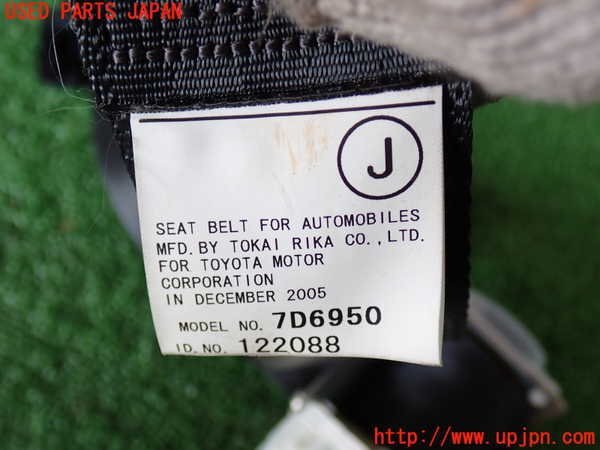 USED PARTS JAPAN
J
SEAT BELT FOR AUTOMOBILES
MFD. BY TOKAI RIKA CO., LTD.
FOR TOYOTA MOTOR
CORPORATION
IN DECEMBER 2005
MODEL NO. 7D6950
ID. NO. 122088
http://www.upjpn.com/